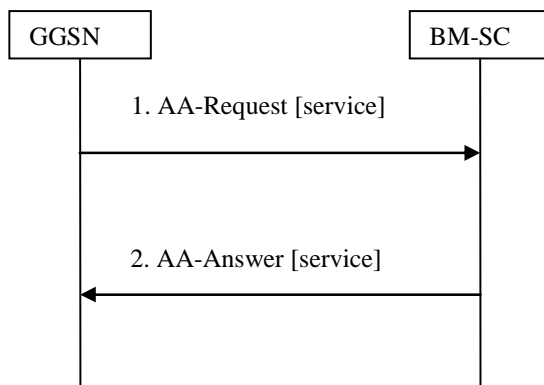 GGSN
BM-SC
1. AA-Request [service]
2. AA-Answer [service]